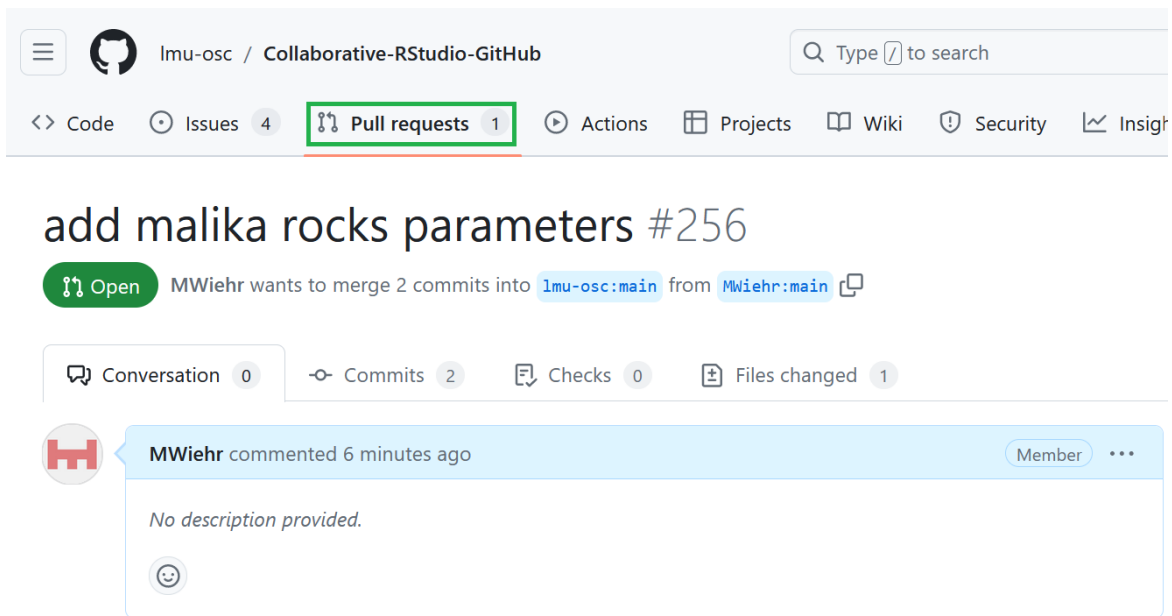 lmu-osc / Collaborative-RStudio-GitHub Type / to search
Code Issues 4 Pull requests 1 Actions Projects Wiki Security Insigh
add malika rocks parameters #256
Open MWiehr wants to merge 2 commits into lmu-osc:main from MWiehr:main
Conversation 0 Commits 2 Checks 0 Files changed 1
MWiehr commented 6 minutes ago Member
No description provided.